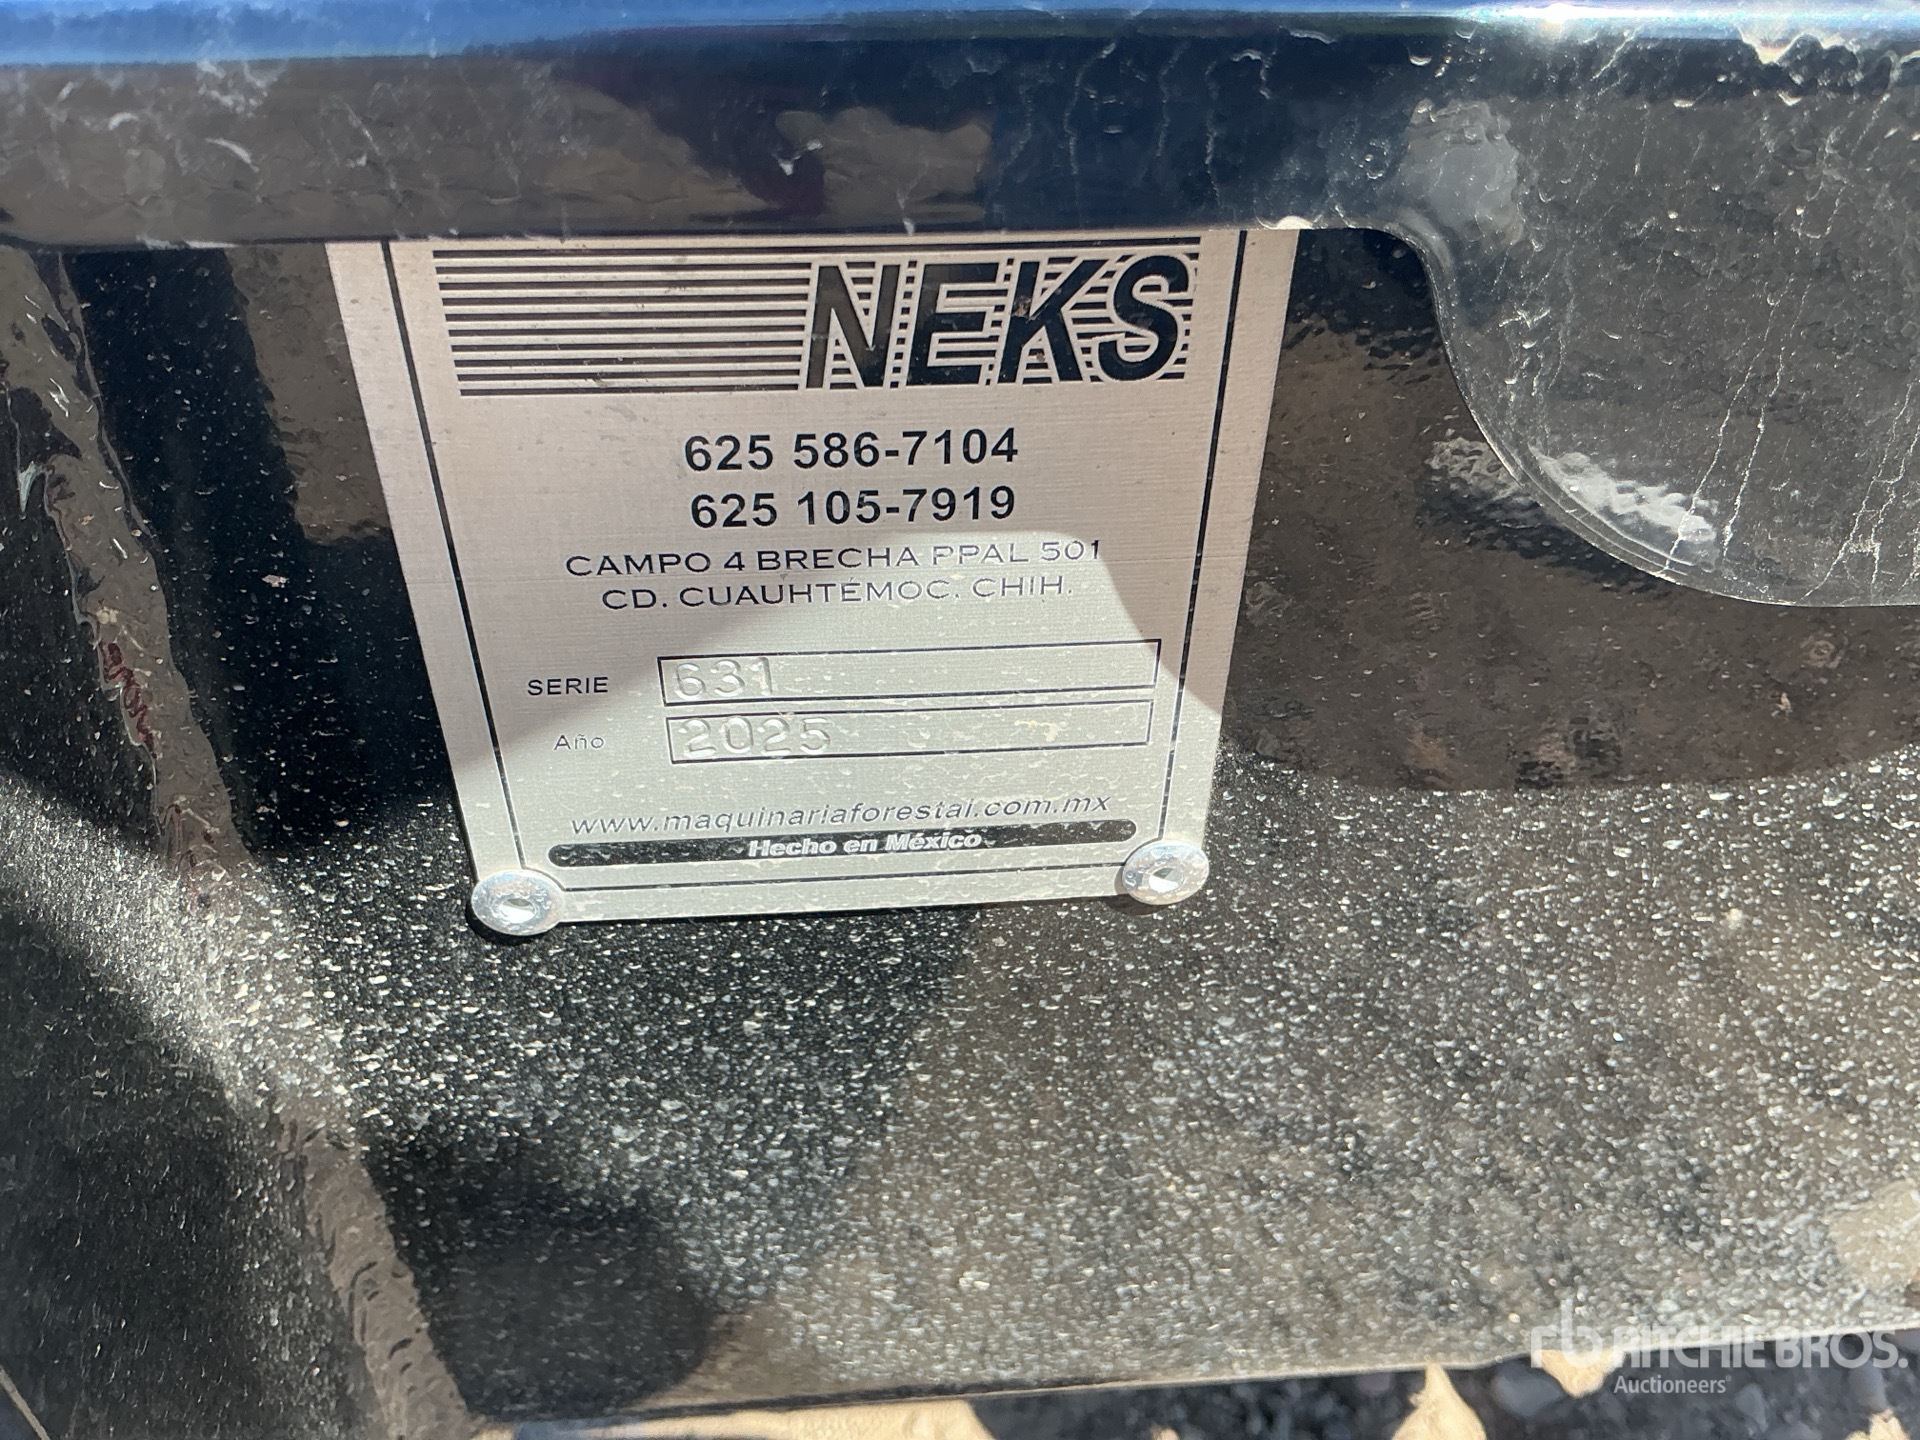 NEKS
625 586-7104
625 105-7919
CAMPO 4 BRECHA PPAL 501
CD. CUAUHTÉMOC, CHIH.
SERIE 631
Año 2025
www.maquinariaforestal.com.mx
Hecho en México
rb RITCHIE BROS.
Auctioneers